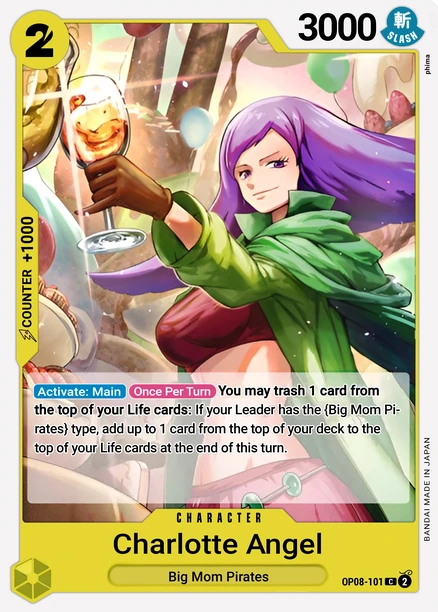 2
3000
斬
SLASH
phima
COUNTER +1000
Activate: Main Once Per Turn You may trash 1 card from
the top of your Life cards: If your Leader has the {Big Mom Pi-
rates} type, add up to 1 card from the top of your deck to the
top of your Life cards at the end of this turn.
BANDAI MADE IN JAPAN
CHARACTER
Charlotte Angel
Big Mom Pirates
OP08-101 C 2